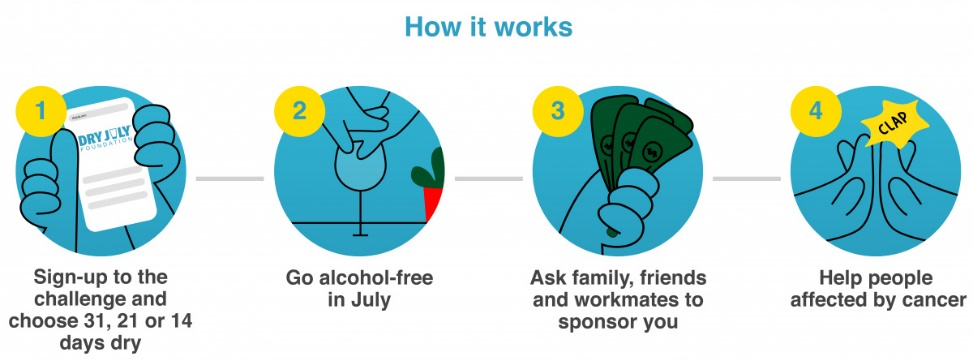 How it works
1
2
3
4
DRY JULY
FOUNDATION
CLAP
Sign-up to the
challenge and
choose 31, 21 or 14
days dry
Go alcohol-free
in July
Ask family, friends
and workmates to
sponsor you
Help people
affected by cancer